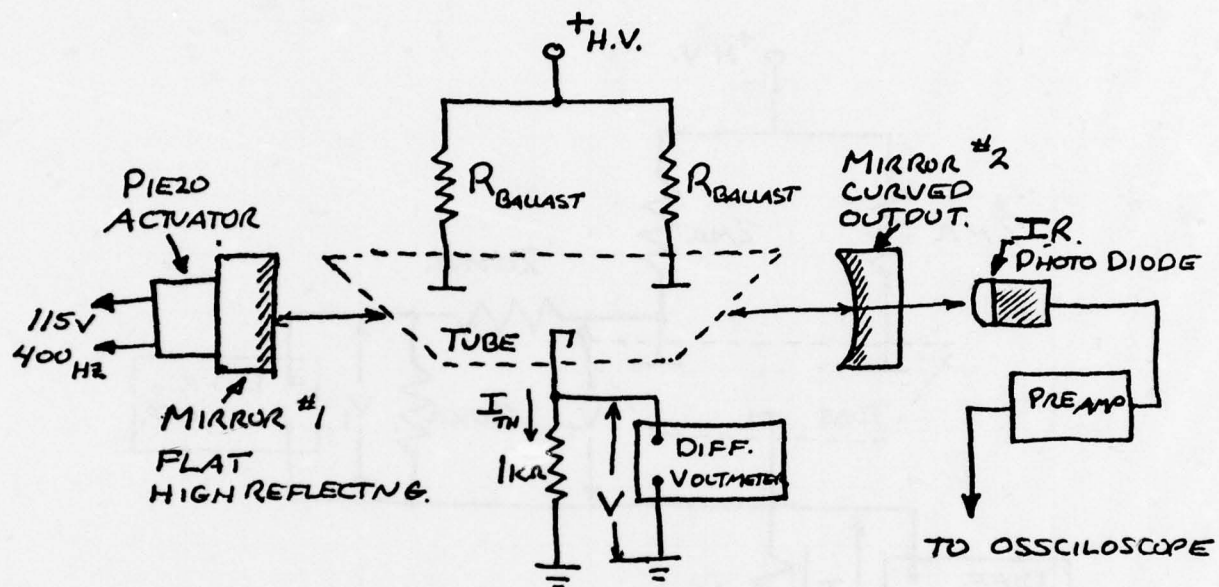 +H.V.
PIEZO
ACTUATOR
RBALLAST
RBALLAST
MIRROR #2
CURVED
OUTPUT.
I.R.
PHOTO DIODE
115V
400HZ
TUBE
MIRROR #1
FLAT
HIGH REFLECTNG.
ITH
1KΩ
V
DIFF.
VOLTMETER
PREAMP
TO OSSCILOSCOPE